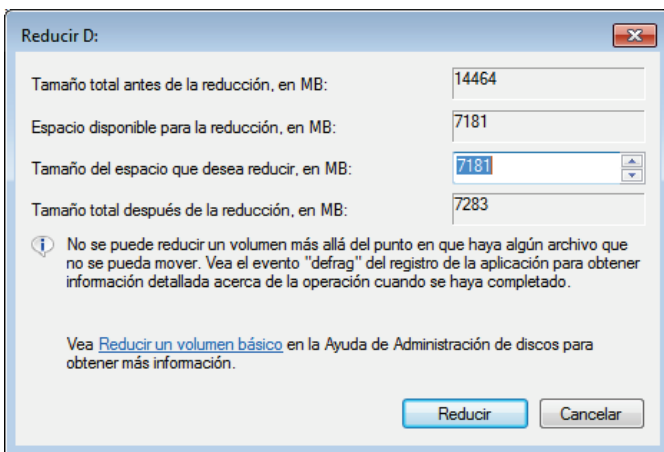 Reducir D:
Tamaño total antes de la reducción, en MB: 14464
Espacio disponible para la reducción, en MB: 7181
Tamaño del espacio que desea reducir, en MB: 7181
Tamaño total después de la reducción, en MB: 7283
No se puede reducir un volumen más allá del punto en que haya algún archivo que
no se pueda mover. Vea el evento "defrag" del registro de la aplicación para obtener
información detallada acerca de la operación cuando se haya completado.
Vea Reducir un volumen básico en la Ayuda de Administración de discos para
obtener más información.
Reducir Cancelar